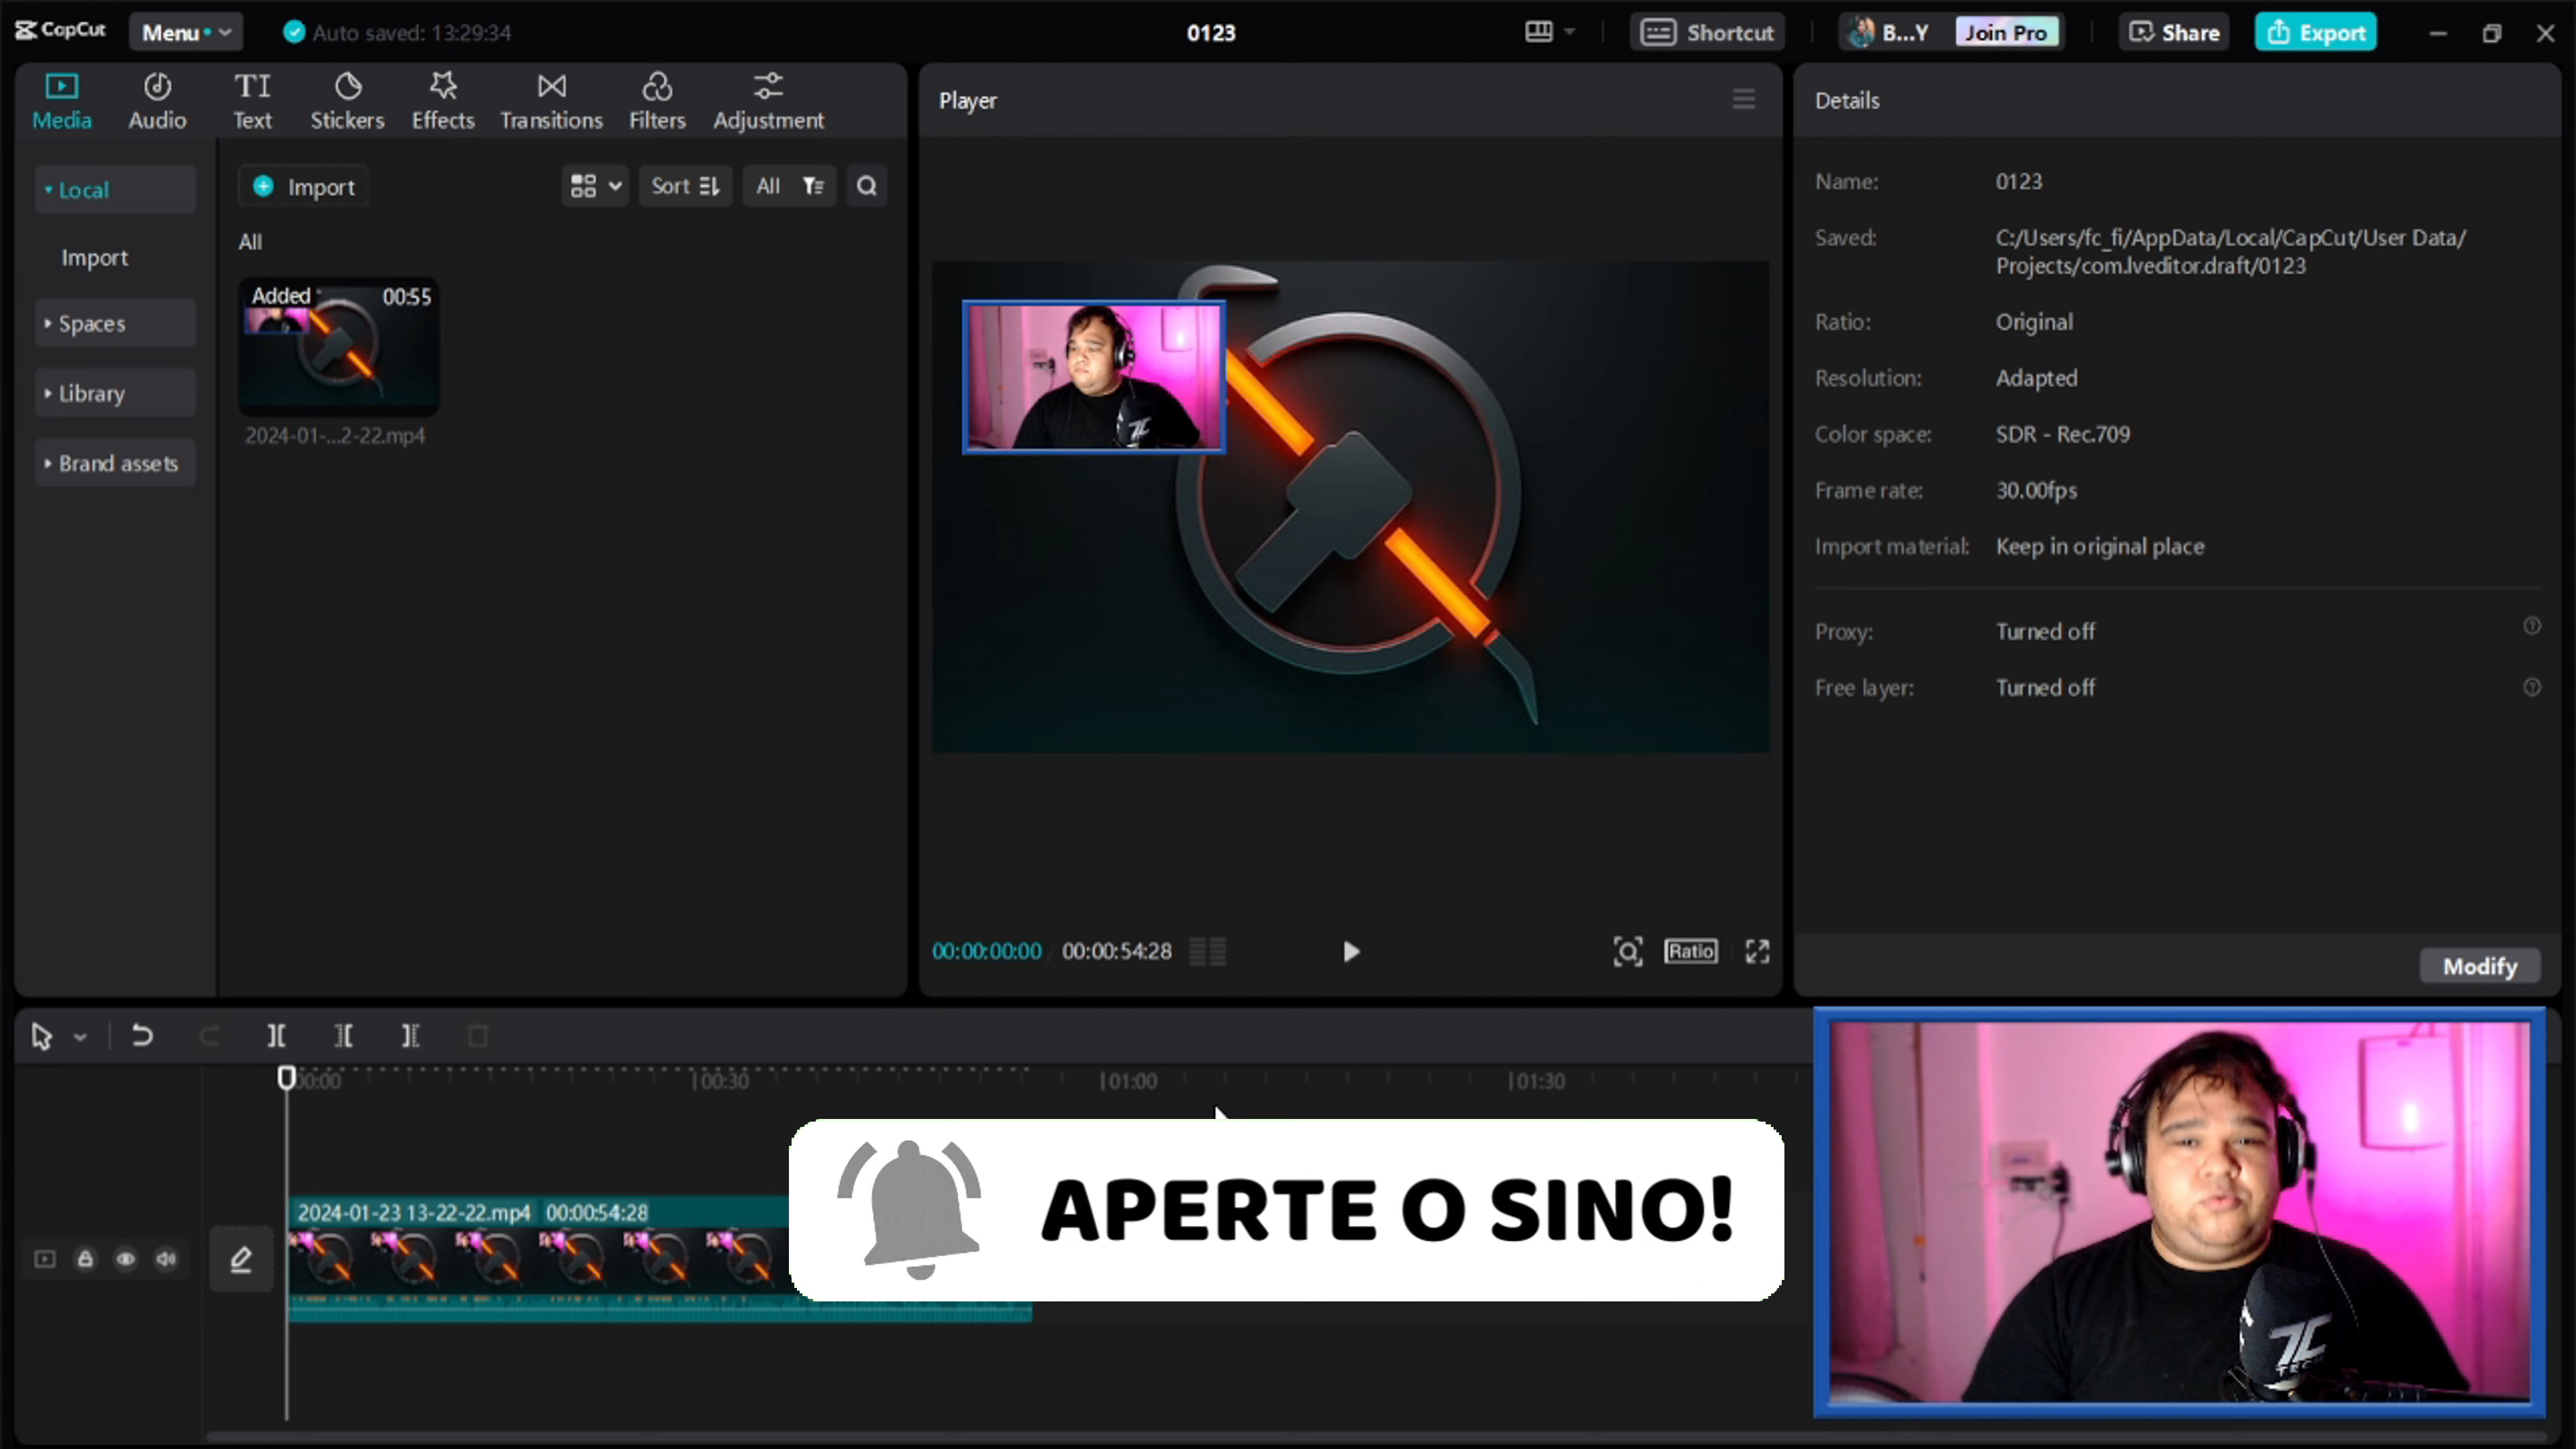 CapCut
Menu
Auto saved: 13:29:34
0123
Shortcut
B...Y
Join Pro
Share
Export
Media
Audio
TI
Text
Stickers
Effects
Transitions
Filters
Adjustment
Local
Import
Spaces
Library
Brand assets
Import
Sort
All
All
Added
00:55
2024-01-...2-22.mp4
Player
00:00:00:00 / 00:00:54:28
Ratio
Details
Name: 0123
Saved: C:/Users/fc_fi/AppData/Local/CapCut/User Data/
Projects/com.lveditor.draft/0123
Ratio: Original
Resolution: Adapted
Color space: SDR - Rec.709
Frame rate: 30.00fps
Import material: Keep in original place
Proxy: Turned off
Free layer: Turned off
Modify
00:00
00:30
01:00
01:30
2024-01-23 13-22-22.mp4 00:00:54:28
APERTE O SINO!
TC
TECH